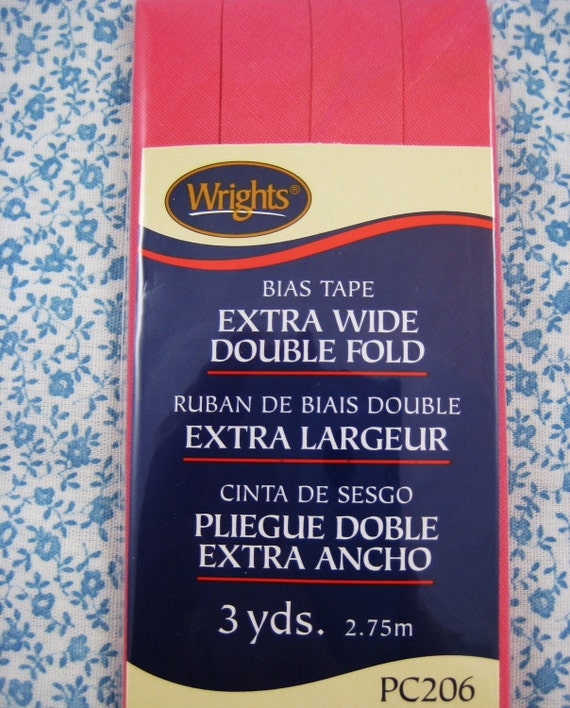 Wrights®
BIAS TAPE
EXTRA WIDE
DOUBLE FOLD
RUBAN DE BIAIS DOUBLE
EXTRA LARGEUR
CINTA DE SESGO
PLIEGUE DOBLE
EXTRA ANCHO
3 yds. 2.75m
PC206